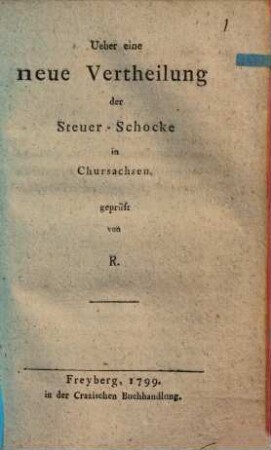 1
Ueber eine
neue Vertheilung
der
Steuer-Schocke
in
Chursachsen,
geprüft
von
R.
Freyberg, 1799.
in der Crazischen Buchhandlung.